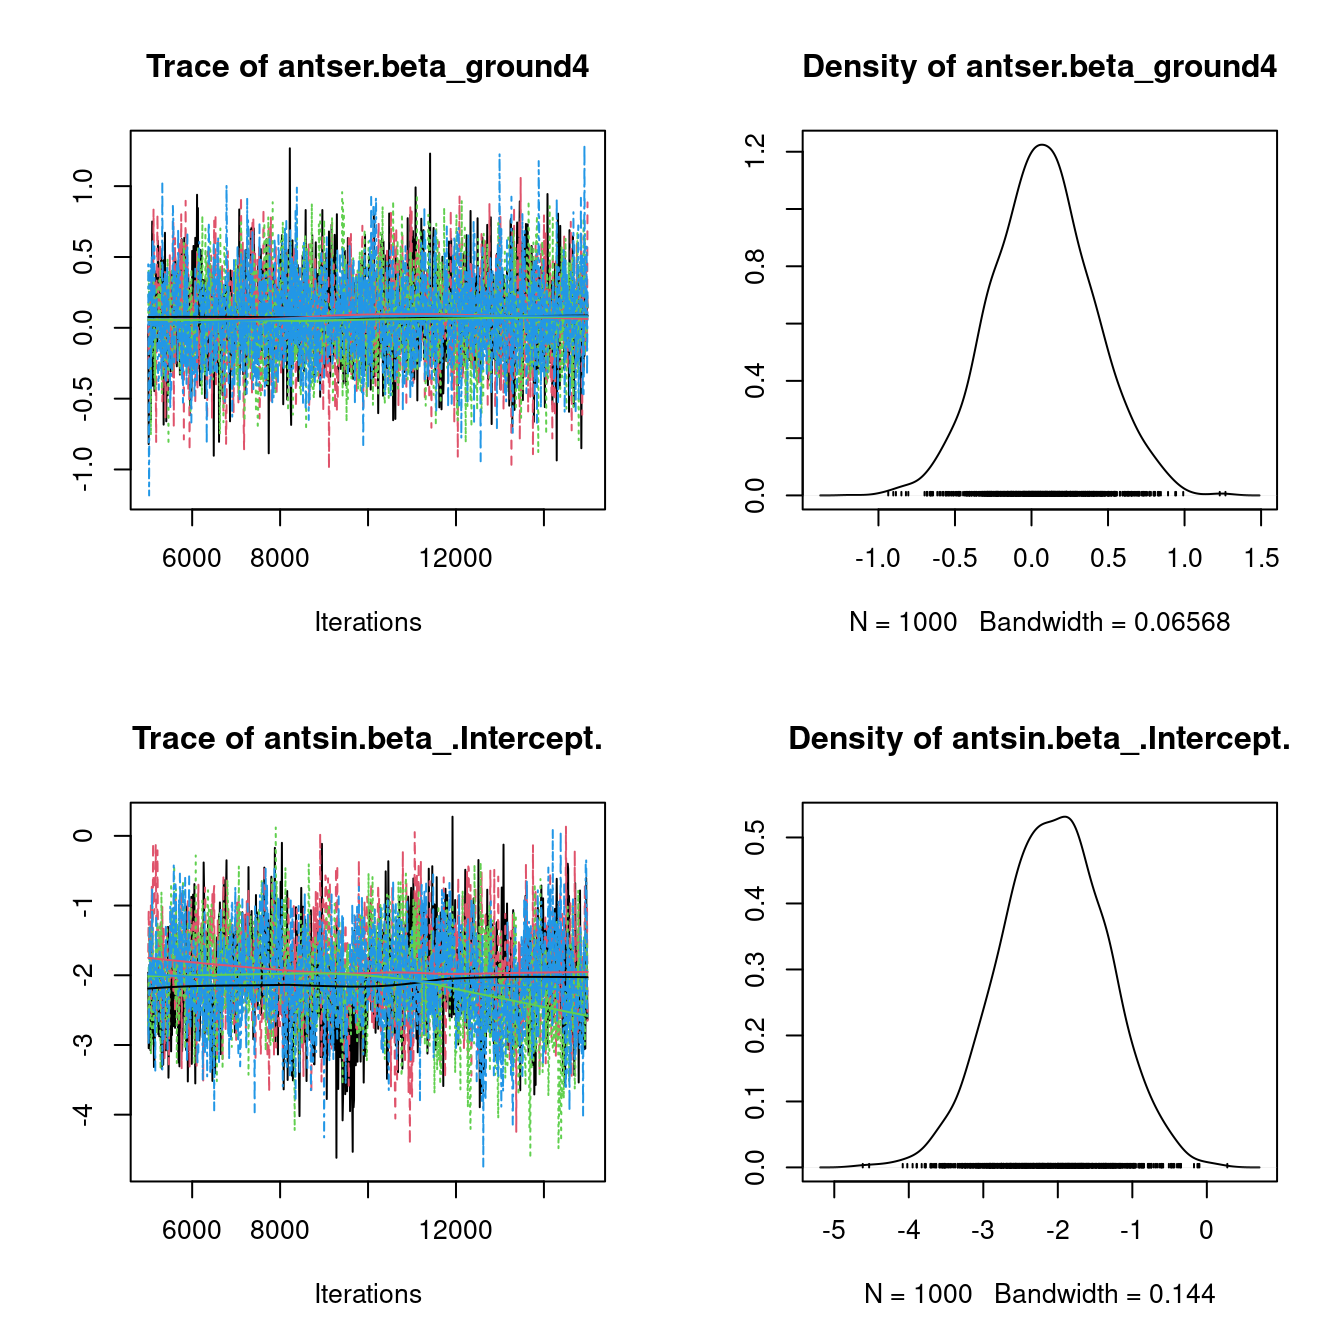 Trace of antser.beta_ground4
1.0
0.5
0.0
-0.5
-1.0
6000 8000 12000
Iterations
Density of antser.beta_ground4
1.2
0.8
0.4
0.0
-1.0 -0.5 0.0 0.5 1.0 1.5
N = 1000 Bandwidth = 0.06568
Trace of antsin.beta_.Intercept.
0
-1
-2
-3
-4
6000 8000 12000
Iterations
Density of antsin.beta_.Intercept.
0.5
0.4
0.3
0.2
0.1
0.0
-5 -4 -3 -2 -1 0
N = 1000 Bandwidth = 0.144